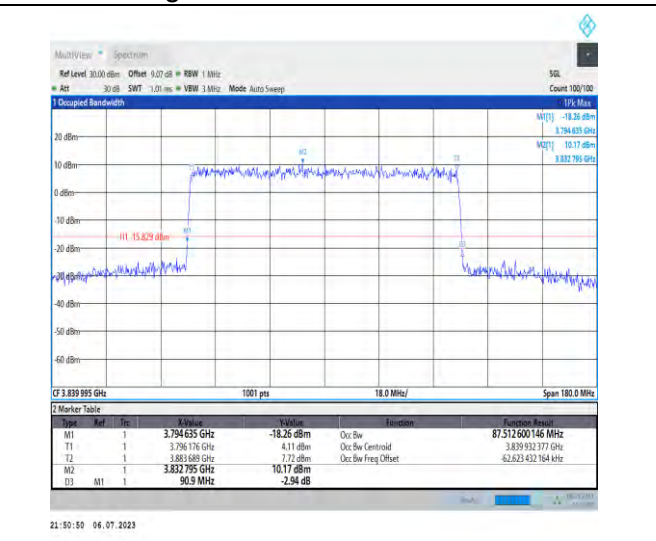 MultiView Spectrum
Ref Level 30.00 dBm Offset 9.07 dB RBW 1 MHz SGL
Att 30 dB SWT 1.01 ms VBW 3 MHz Mode Auto Sweep Count 100/100
1 Occupied Bandwidth 1Pk Max
M1[1] -18.26 dBm
3.794 635 GHz
M2[1] 10.17 dBm
3.832 795 GHz
20 dBm
M2
T2
10 dBm
0 dBm
-10 dBm
H1 -15.829 dBm
M1
-20 dBm
D3
-30 dBm
-40 dBm
-50 dBm
-60 dBm
CF 3.839 995 GHz 1001 pts 18.0 MHz/ Span 180.0 MHz
2 Marker Table
Type Ref Trc X-Value Y-Value Function Function Result
M1 1 3.794 635 GHz -18.26 dBm Occ Bw 87.512 600 146 MHz
T1 1 3.796 176 GHz 4.11 dBm Occ Bw Centroid 3.839 932 377 GHz
T2 1 3.883 689 GHz 7.72 dBm Occ Bw Freq Offset -62.623 432 164 kHz
M2 1 3.832 795 GHz 10.17 dBm
D3 M1 1 90.9 MHz -2.94 dB
21:50:50 06.07.2023